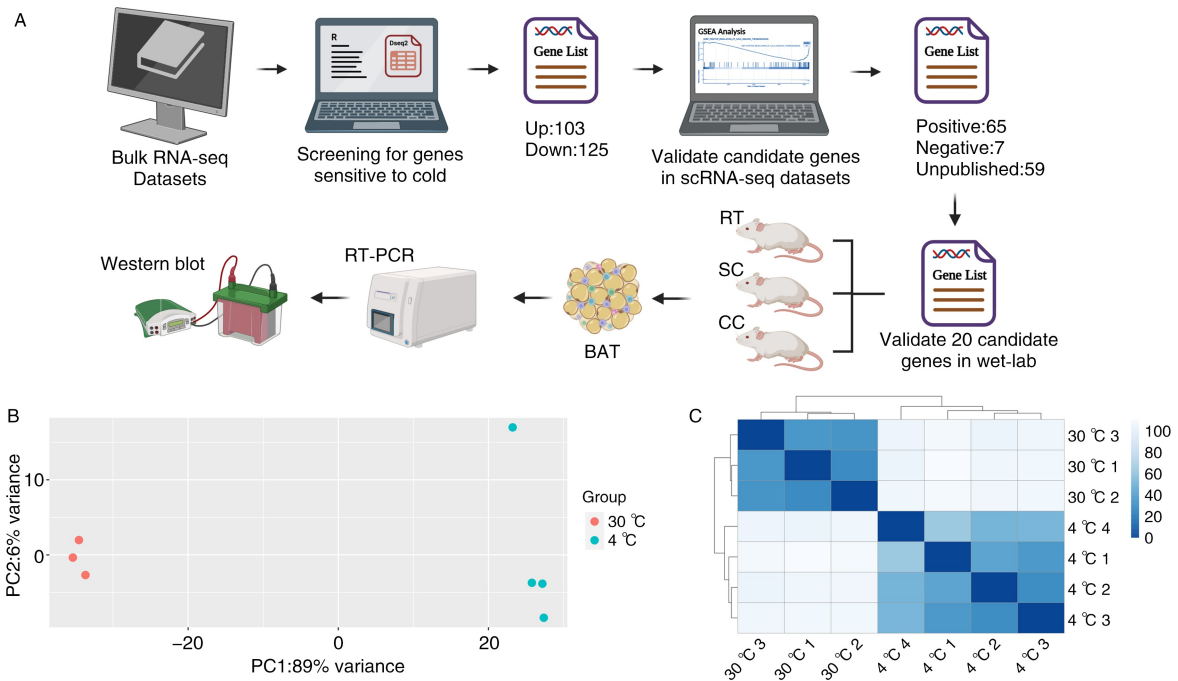 A
R
Dseq2
Gene List
GSEA Analysis
Gene List
Bulk RNA-seq
Datasets
Screening for genes
sensitive to cold
Up:103
Down:125
Validate candidate genes
in scRNA-seq datasets
Positive:65
Negative:7
Unpublished:59
Western blot
RT-PCR
BAT
RT
SC
CC
Gene List
Validate 20 candidate
genes in wet-lab
B
PC2:6% variance
10
0
−20
0
20
PC1:89% variance
Group
30 ℃
4 ℃
C
30 ℃ 3
30 ℃ 1
30 ℃ 2
4 ℃ 4
4 ℃ 1
4 ℃ 2
4 ℃ 3
30 ℃ 3
30 ℃ 1
30 ℃ 2
4 ℃ 4
4 ℃ 1
4 ℃ 2
4 ℃ 3
100
80
60
40
20
0